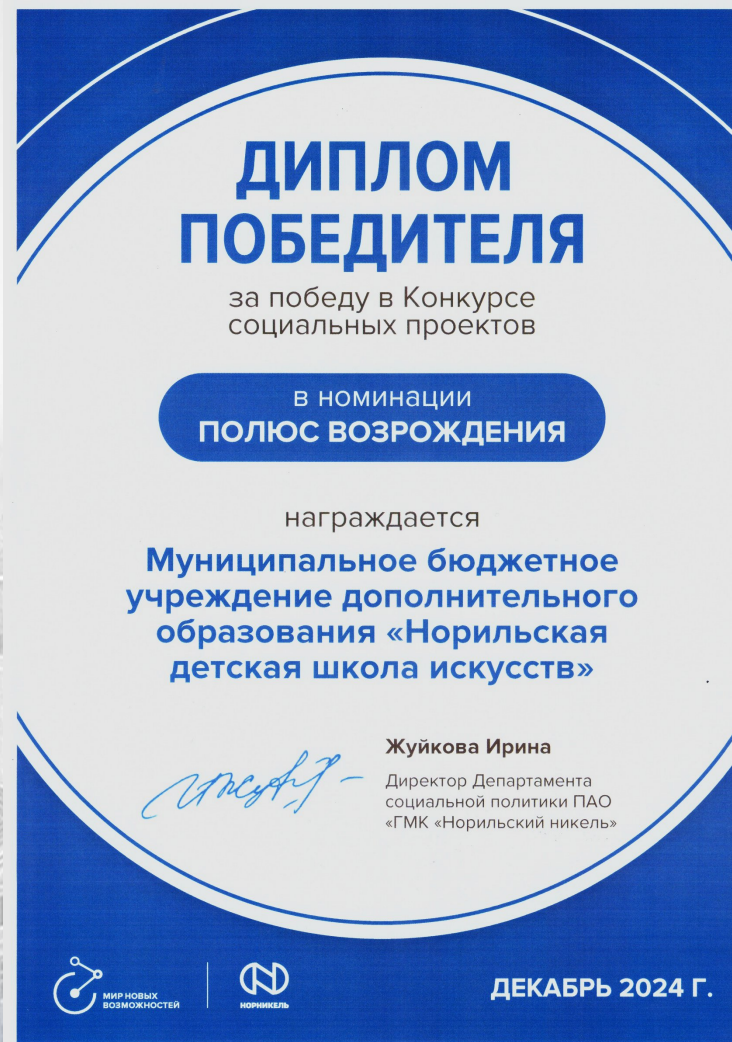 ДИПЛОМ
ПОБЕДИТЕЛЯ
за победу в Конкурсе
социальных проектов
в номинации
ПОЛЮС ВОЗРОЖДЕНИЯ
награждается
Муниципальное бюджетное
учреждение дополнительного
образования «Норильская
детская школа искусств»
Жуйкова Ирина
Директор Департамента
социальной политики ПАО
«ГМК «Норильский никель»
МИР НОВЫХ
ВОЗМОЖНОСТЕЙ
НОРНИКЕЛЬ
ДЕКАБРЬ 2024 Г.